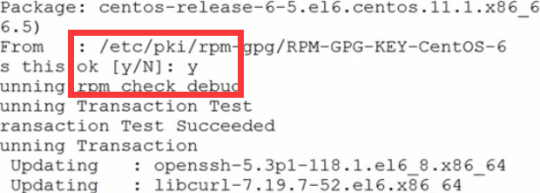 Package: centos-release-6-5.el6.centos.11.1.x86_6
6.5)
From : /etc/pki/rpm-gpg/RPM-GPG-KEY-CentOS-6
s this ok [y/N]: y
unning rpm_check_debug
unning Transaction Test
ransaction Test Succeeded
unning Transaction
Updating : openssh-5.3p1-118.1.el6_8.x86_64
Updating : libcurl-7.19.7-52.el6.x86_64